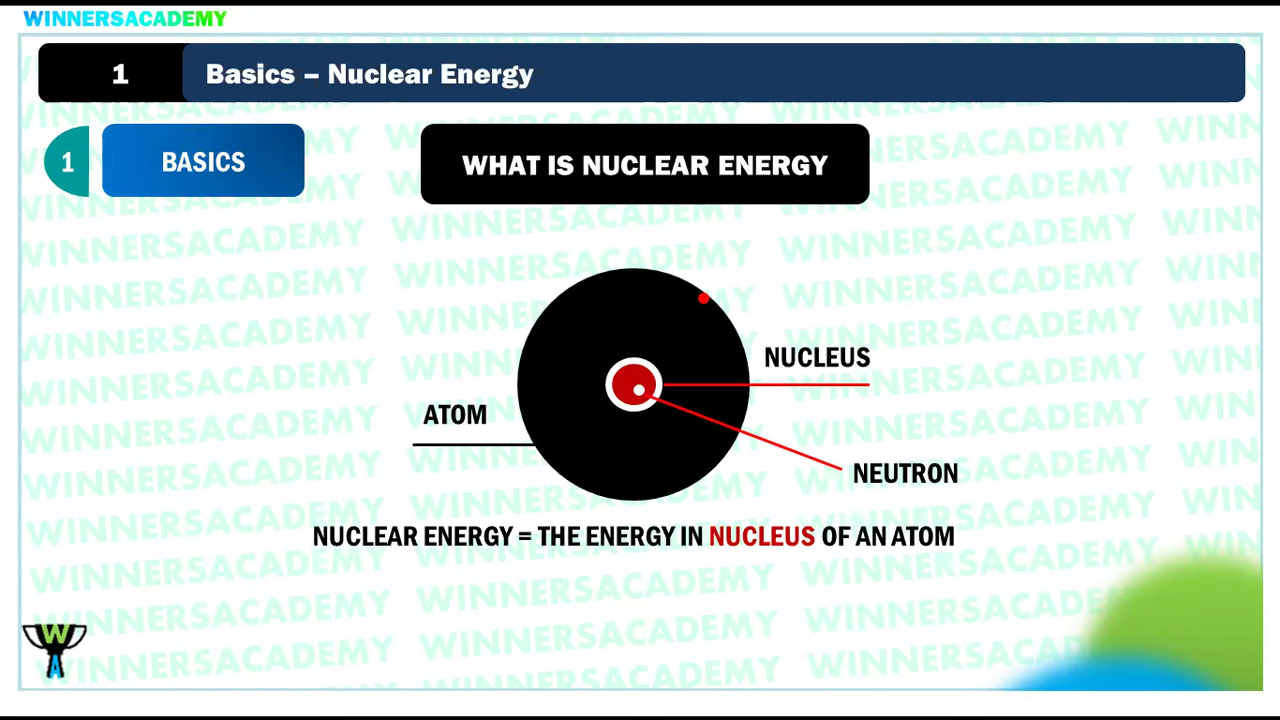 WINNERSACADEMY
1 Basics – Nuclear Energy
1 BASICS
WHAT IS NUCLEAR ENERGY
NUCLEUS
ATOM
NEUTRON
NUCLEAR ENERGY = THE ENERGY IN NUCLEUS OF AN ATOM
W
A